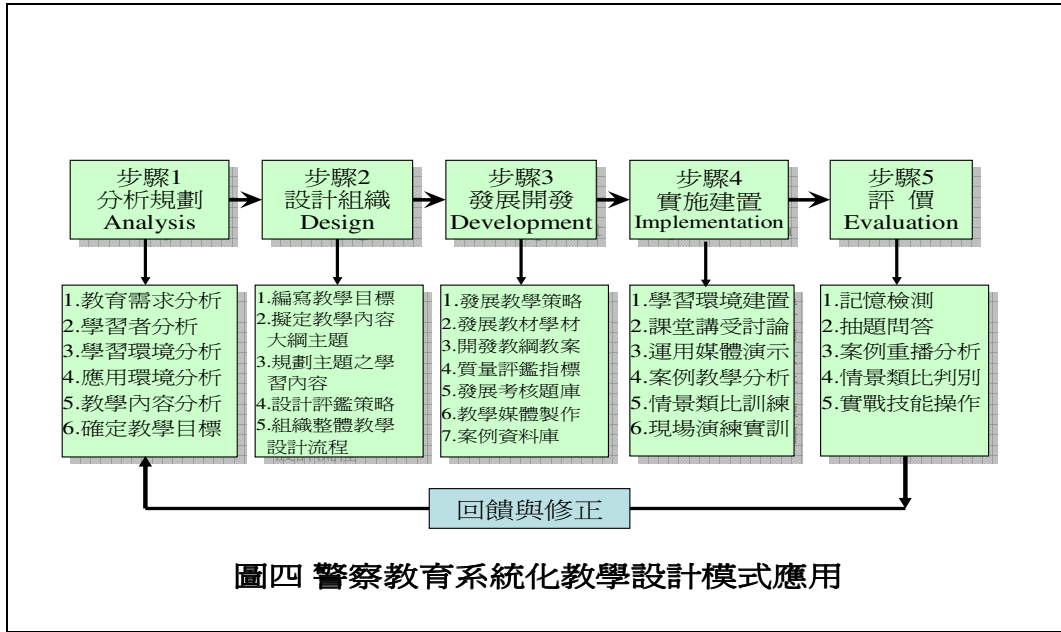 步驟1
分析規劃
Analysis
步驟2
設計組織
Design
步驟3
發展開發
Development
步驟4
實施建置
Implementation
步驟5
評 價
Evaluation
1.教育需求分析
2.學習者分析
3.學習環境分析
4.應用環境分析
5.教學內容分析
6.確定教學目標
1.編寫教學目標
2.擬定教學內容
大綱主題
3.規劃主題之學
習內容
4.設計評鑑策略
5.組織整體教學
設計流程
1.發展教學策略
2.發展教材學材
3.開發教綱教案
4.質量評鑑指標
5.發展考核題庫
6.教學媒體製作
7.案例資料庫
1.學習環境建置
2.課堂講受討論
3.運用媒體演示
4.案例教學分析
5.情景類比訓練
6.現場演練實訓
1.記憶檢測
2.抽題問答
3.案例重播分析
4.情景類比判別
5.實戰技能操作
回饋與修正
圖四 警察教育系統化教學設計模式應用